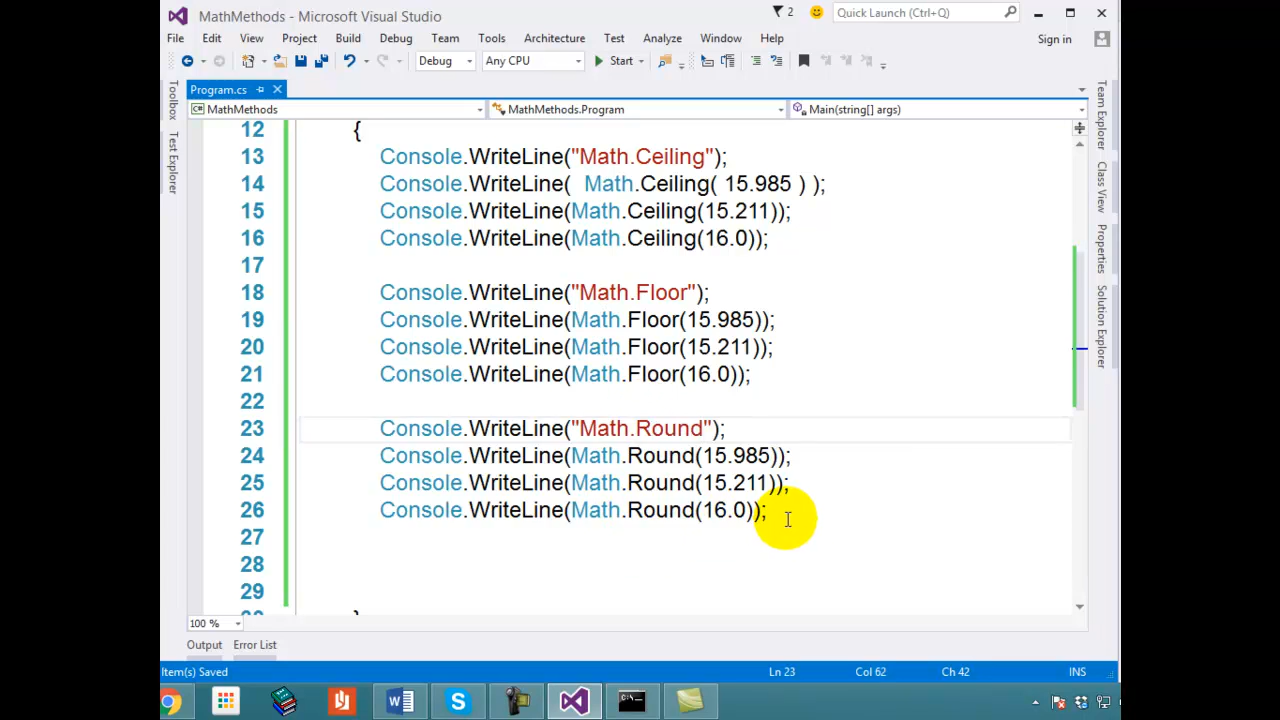 MathMethods - Microsoft Visual Studio
2
Quick Launch (Ctrl+Q)
File Edit View Project Build Debug Team Tools Architecture Test Analyze Window Help
Sign in
Debug Any CPU Start
Program.cs
MathMethods MathMethods.Program Main(string[] args)
Toolbox
Test Explorer
12 {
13 Console.WriteLine("Math.Ceiling");
14 Console.WriteLine( Math.Ceiling( 15.985 ) );
15 Console.WriteLine(Math.Ceiling(15.211));
16 Console.WriteLine(Math.Ceiling(16.0));
17
18 Console.WriteLine("Math.Floor");
19 Console.WriteLine(Math.Floor(15.985));
20 Console.WriteLine(Math.Floor(15.211));
21 Console.WriteLine(Math.Floor(16.0));
22
23 Console.WriteLine("Math.Round");
24 Console.WriteLine(Math.Round(15.985));
25 Console.WriteLine(Math.Round(15.211));
26 Console.WriteLine(Math.Round(16.0));
27
28
29
Team Explorer
Class View
Properties
Solution Explorer
100 %
Output Error List
Item(s) Saved Ln 23 Col 62 Ch 42 INS